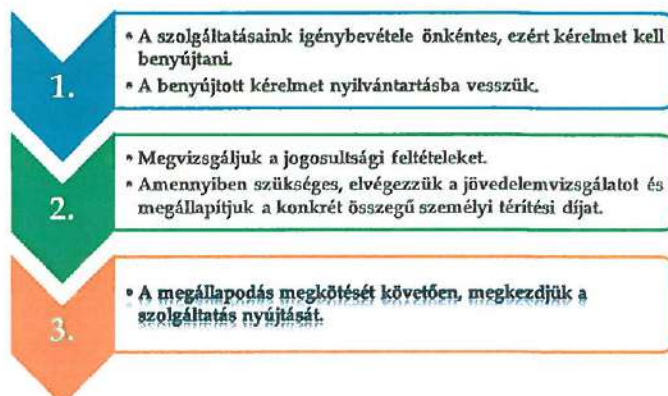 1.
• A szolgáltatásaink igénybevétele önkéntes, ezért kérelmet kell
benyújtani.
• A benyújtott kérelmet nyilvántartásba vesszük.
2.
• Megvizsgáljuk a jogosultsági feltételeket.
• Amennyiben szükséges, elvégezzük a jövedelemvizsgálatot és
megállapítjuk a konkrét összegű személyi térítési díjat.
3.
• A megállapodás megkötését követően, megkezdjük a
szolgáltatás nyújtását.